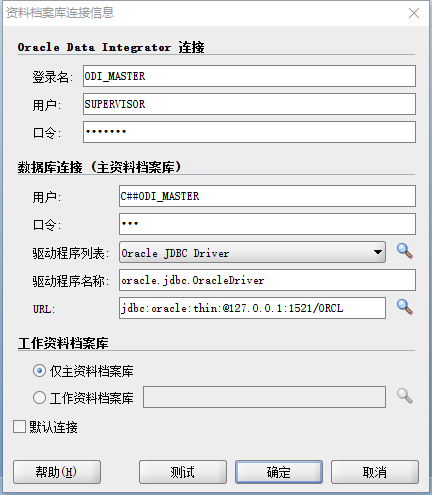 资料档案库连接信息
Oracle Data Integrator 连接
登录名: ODI_MASTER
用户: SUPERVISOR
口令: •••••••
数据库连接 (主资料档案库)
用户: C##ODI_MASTER
口令: •••
驱动程序列表: Oracle JDBC Driver
驱动程序名称: oracle.jdbc.OracleDriver
URL: jdbc:oracle:thin:@127.0.0.1:1521/ORCL
工作资料档案库
仅主资料档案库
工作资料档案库
默认连接
帮助(H) 测试 确定 取消